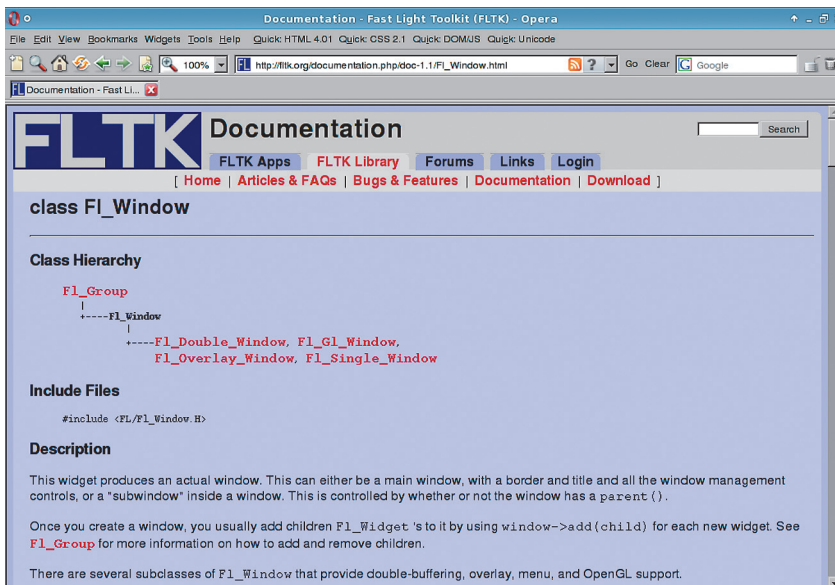 Documentation - Fast Light Toolkit (FLTK) - Opera
File Edit View Bookmarks Widgets Tools Help Quick: HTML 4.01 Quick: CSS 2.1 Quick: DOM/JS Quick: Unicode
100% http://fltk.org/documentation.php/doc-1.1/Fl_Window.html ? Go Clear G Google
FL Documentation - Fast Li...
FLTK Documentation Search
FLTK Apps FLTK Library Forums Links Login
[ Home | Articles & FAQs | Bugs & Features | Documentation | Download ]
class Fl_Window
Class Hierarchy
Fl_Group
|
+----Fl_Window
|
+----Fl_Double_Window, Fl_Gl_Window,
Fl_Overlay_Window, Fl_Single_Window
Include Files
#include <FL/Fl_Window.H>
Description
This widget produces an actual window. This can either be a main window, with a border and title and all the window management
controls, or a "subwindow" inside a window. This is controlled by whether or not the window has a parent().
Once you create a window, you usually add children Fl_Widget 's to it by using window->add(child) for each new widget. See
Fl_Group for more information on how to add and remove children.
There are several subclasses of Fl_Window that provide double-buffering, overlay, menu, and OpenGL support.